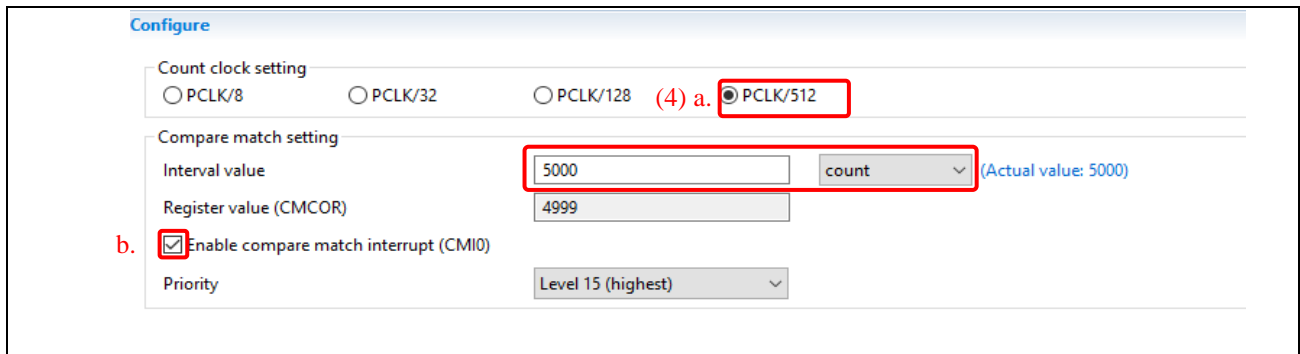 Configure
Count clock setting
PCLK/8 PCLK/32 PCLK/128 (4) a. PCLK/512
Compare match setting
Interval value 5000 count (Actual value: 5000)
Register value (CMCOR) 4999
b. Enable compare match interrupt (CMI0)
Priority Level 15 (highest)